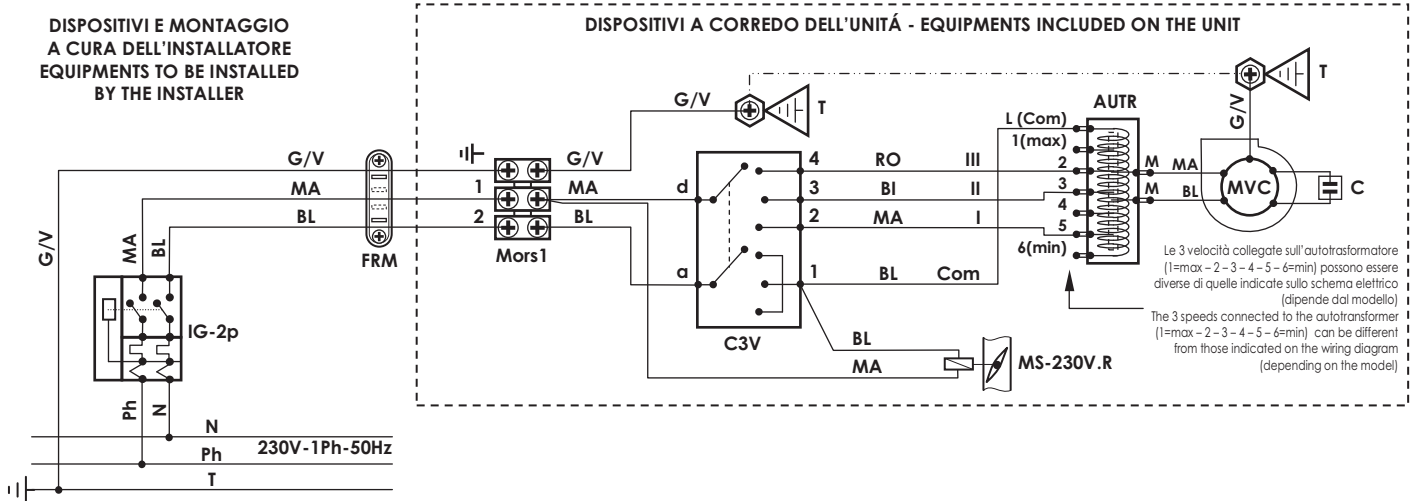 DISPOSITIVI E MONTAGGIO
A CURA DELL'INSTALLATORE
EQUIPMENTS TO BE INSTALLED
BY THE INSTALLER
DISPOSITIVI A CORREDO DELL'UNITÁ - EQUIPMENTS INCLUDED ON THE UNIT
G/V
T
T
AUTR
G/V
L (Com)
1(max)
2
3
4
5
6(min)
M
M
MA
BL
MVC
C
G/V
MA
BL
FRM
1
2
G/V
MA
BL
Mors1
d
a
4
3
2
1
RO
BI
MA
BL
III
II
I
Com
C3V
BL
MA
MS-230V.R
G/V
MA
BL
IG-2p
Ph
N
N
Ph
T
230V-1Ph-50Hz
Le 3 velocità collegate sull'autotrasformatore
(1=max – 2 – 3 – 4 – 5 – 6=min) possono essere
diverse di quelle indicate sullo schema elettrico
(dipende dal modello)
The 3 speeds connected to the autotransformer
(1=max – 2 – 3 – 4 – 5 – 6=min) can be different
from those indicated on the wiring diagram
(depending on the model)